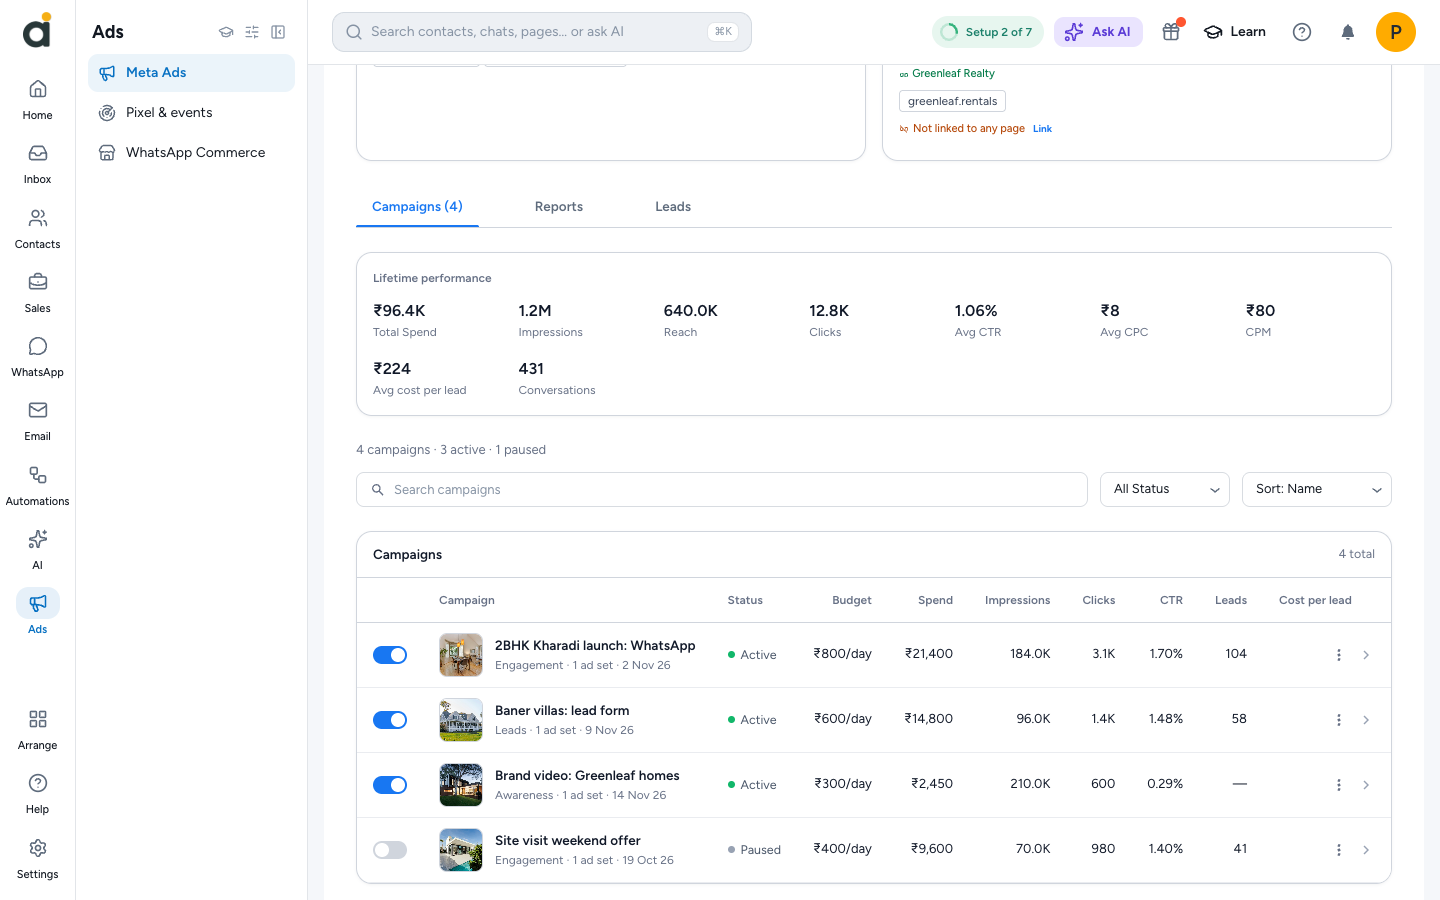 Ads
Search contacts, chats, pages... or ask AI
⌘K
Setup 2 of 7
Ask AI
Learn
P
Home
Inbox
Contacts
Sales
WhatsApp
Email
Automations
AI
Ads
Arrange
Help
Settings
Meta Ads
Pixel & events
WhatsApp Commerce
Greenleaf Realty
greenleaf.rentals
Not linked to any page Link
Campaigns (4) Reports Leads
Lifetime performance
₹96.4K 1.2M 640.0K 12.8K 1.06% ₹8 ₹80
Total Spend Impressions Reach Clicks Avg CTR Avg CPC CPM
₹224 431
Avg cost per lead Conversations
4 campaigns · 3 active · 1 paused
Search campaigns
All Status
Sort: Name
Campaigns
4 total
Campaign Status Budget Spend Impressions Clicks CTR Leads Cost per lead
2BHK Kharadi launch: WhatsApp
Engagement · 1 ad set · 2 Nov 26
Active ₹800/day ₹21,400 184.0K 3.1K 1.70% 104
Baner villas: lead form
Leads · 1 ad set · 9 Nov 26
Active ₹600/day ₹14,800 96.0K 1.4K 1.48% 58
Brand video: Greenleaf homes
Awareness · 1 ad set · 14 Nov 26
Active ₹300/day ₹2,450 210.0K 600 0.29% —
Site visit weekend offer
Engagement · 1 ad set · 19 Oct 26
Paused ₹400/day ₹9,600 70.0K 980 1.40% 41